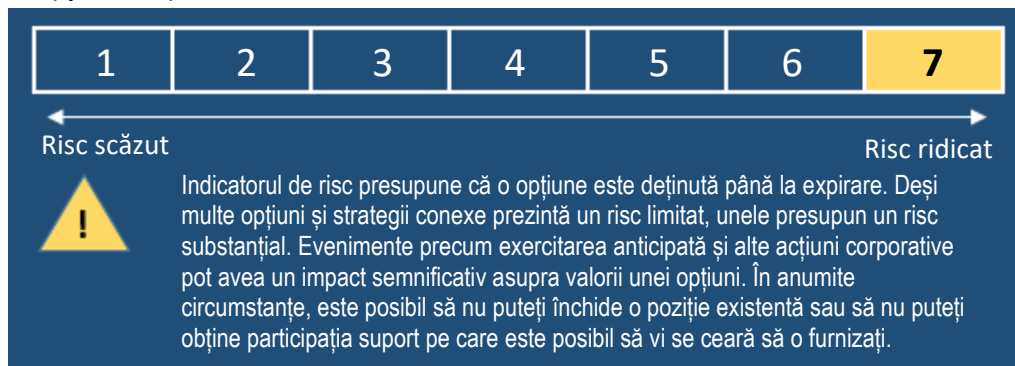 1 2 3 4 5 6 7
Risc scăzut
Risc ridicat
!
Indicatorul de risc presupune că o opțiune este deținută până la expirare. Deși
multe opțiuni și strategii conexe prezintă un risc limitat, unele presupun un risc
substanțial. Evenimente precum exercitarea anticipată și alte acțiuni corporative
pot avea un impact semnificativ asupra valorii unei opțiuni. În anumite
circumstanțe, este posibil să nu puteți închide o poziție existentă sau să nu puteți
obține participația suport pe care este posibil să vi se ceară să o furnizați.